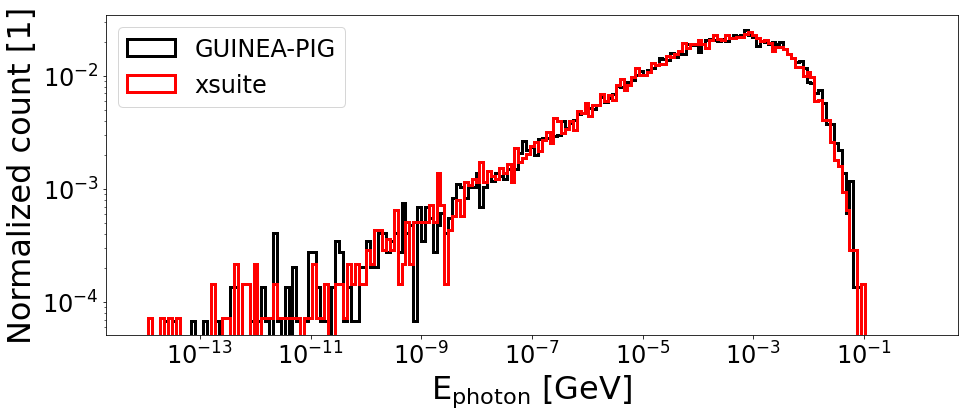 GUINEA-PIG
xsuite
Normalized count [1]
10⁻²
10⁻³
10⁻⁴
10⁻¹³ 10⁻¹¹ 10⁻⁹ 10⁻⁷ 10⁻⁵ 10⁻³ 10⁻¹
E_photon [GeV]